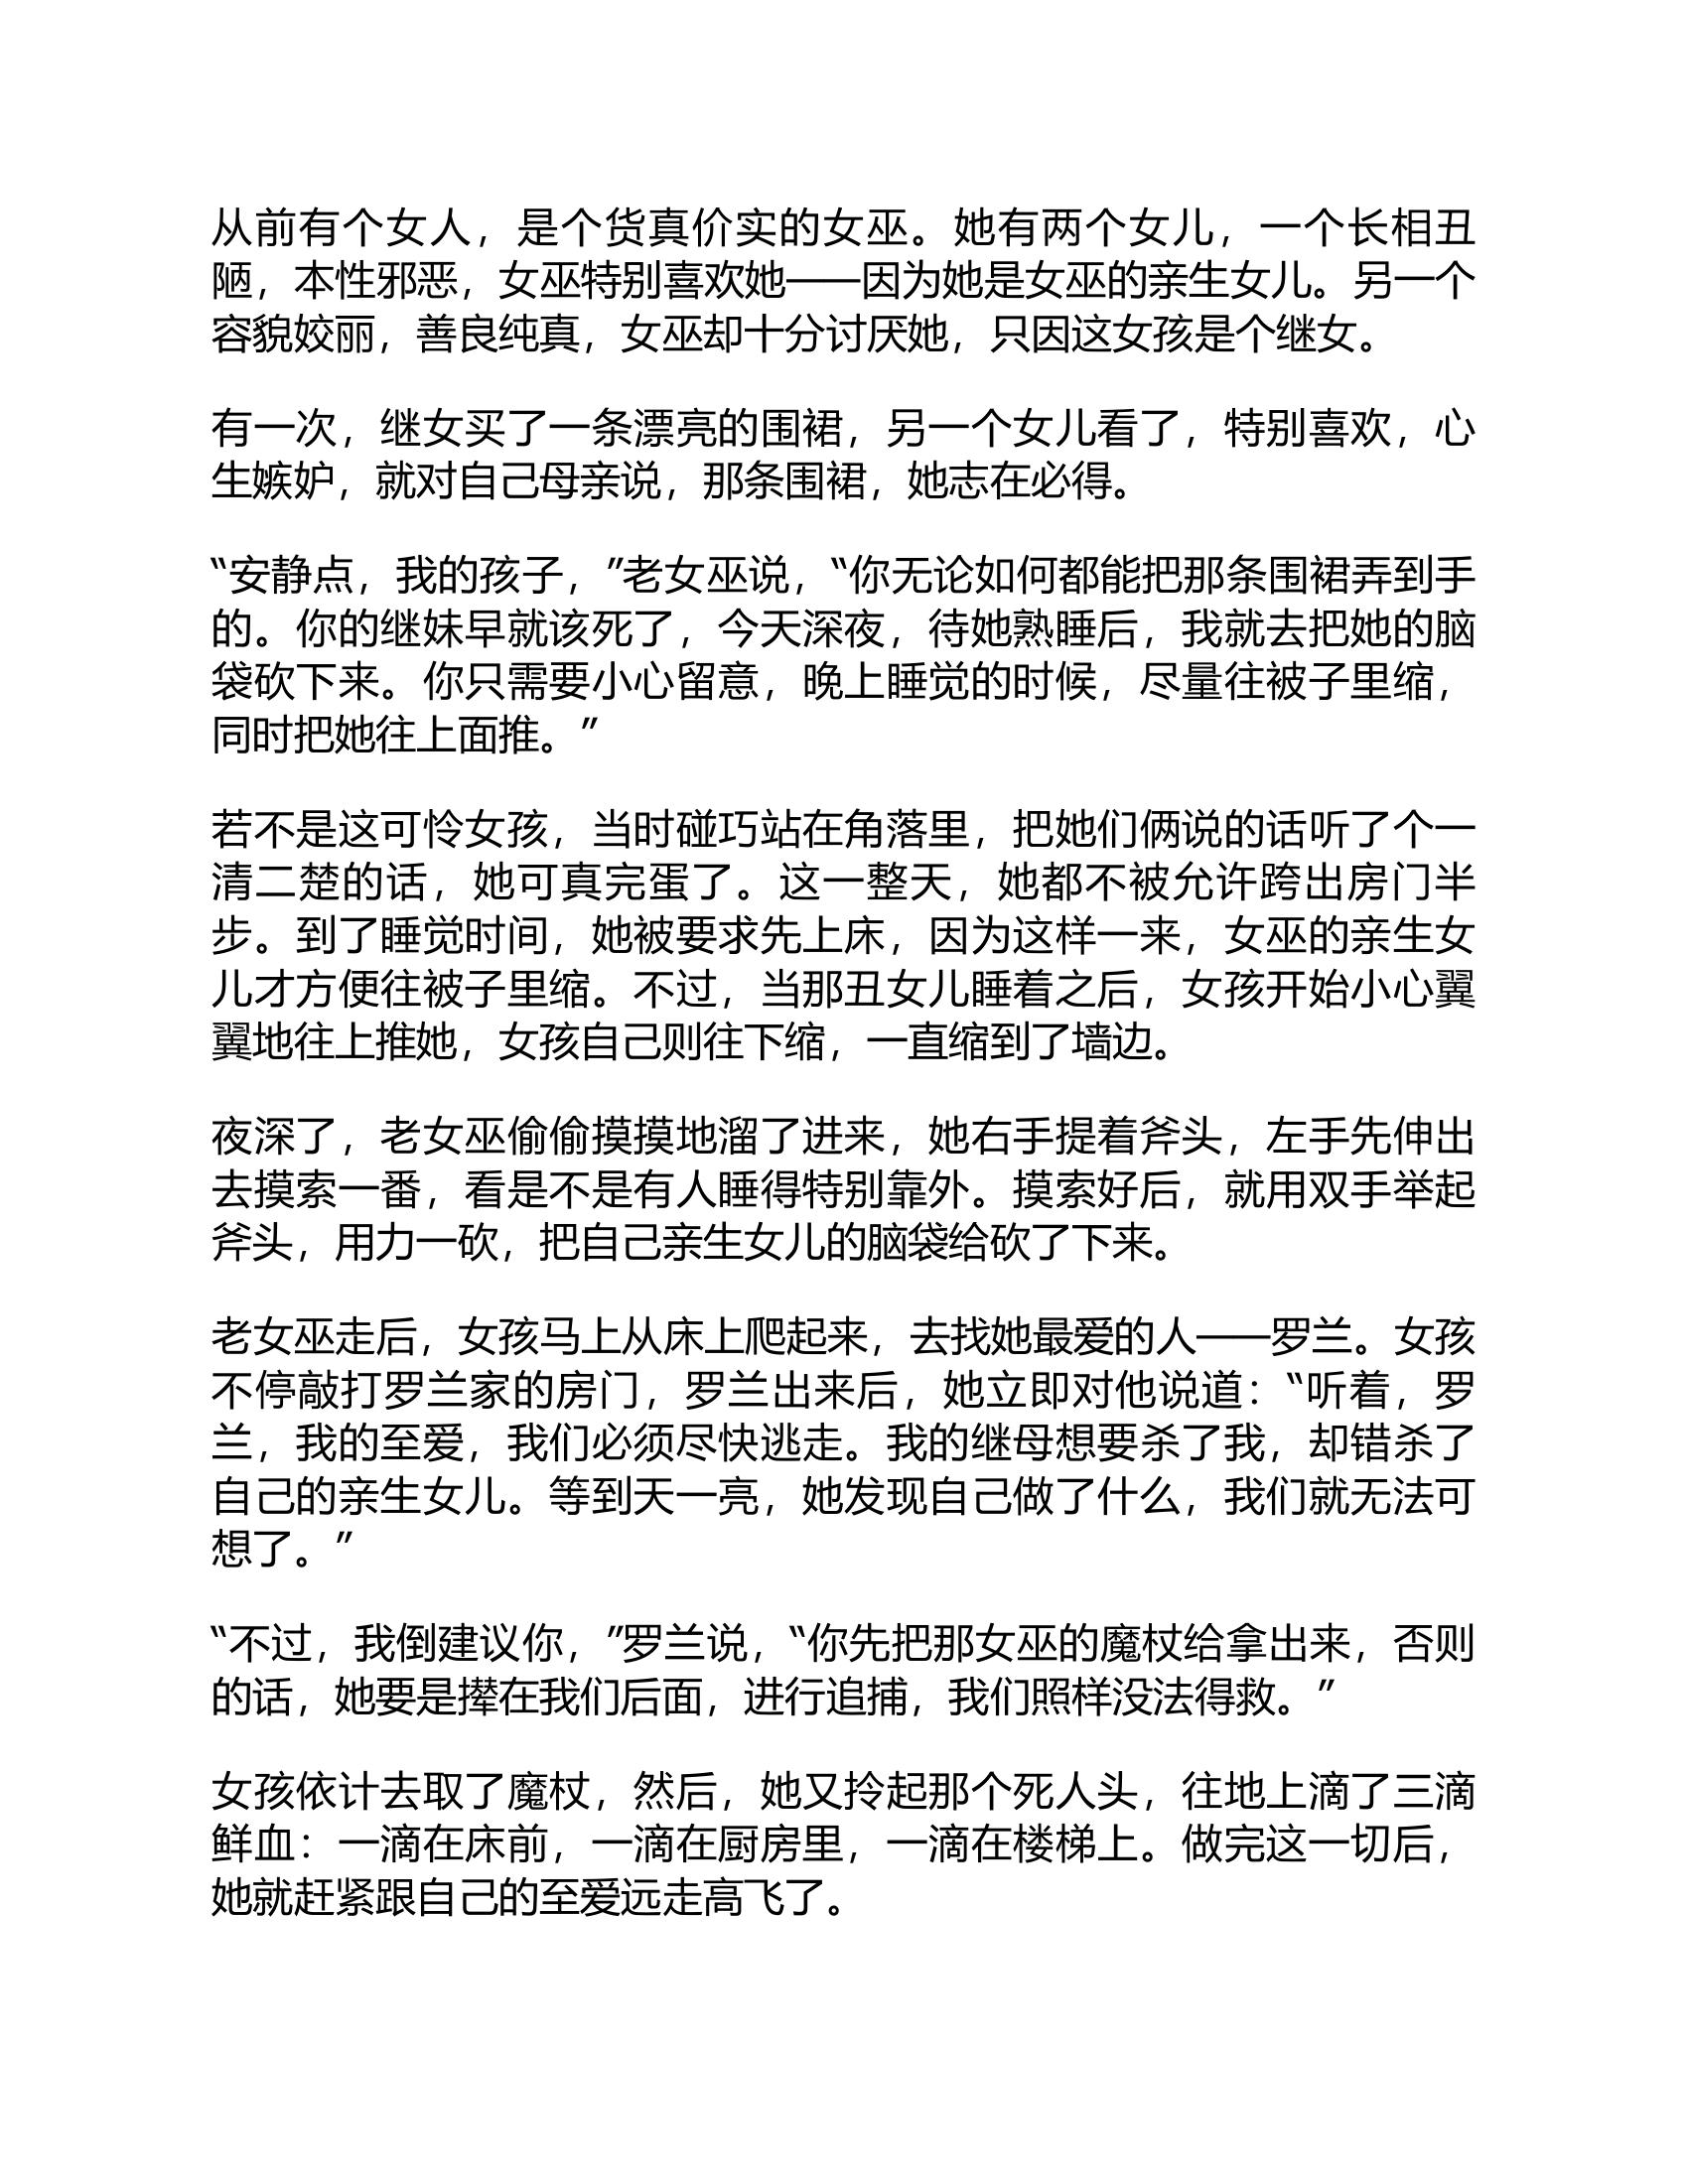 从前有个女人，是个货真价实的女巫。她有两个女儿，一个长相丑
陋，本性邪恶，女巫特别喜欢她——因为她是女巫的亲生女儿。另一个
容貌姣丽，善良纯真，女巫却十分讨厌她，只因这女孩是个继女。
有一次，继女买了一条漂亮的围裙，另一个女儿看了，特别喜欢，心
生嫉妒，就对自己母亲说，那条围裙，她志在必得。
“安静点，我的孩子，”老女巫说，“你无论如何都能把那条围裙弄到手
的。你的继妹早就该死了，今天深夜，待她熟睡后，我就去把她的脑
袋砍下来。你只需要小心留意，晚上睡觉的时候，尽量往被子里缩，
同时把她往上面推。”
若不是这可怜女孩，当时碰巧站在角落里，把她们俩说的话听了个一
清二楚的话，她可真完蛋了。这一整天，她都不被允许跨出房门半
步。到了睡觉时间，她被要求先上床，因为这样一来，女巫的亲生女
儿才方便往被子里缩。不过，当那丑女儿睡着之后，女孩开始小心翼
翼地往上推她，女孩自己则往下缩，一直缩到了墙边。
夜深了，老女巫偷偷摸摸地溜了进来，她右手提着斧头，左手先伸出
去摸索一番，看是不是有人睡得特别靠外。摸索好后，就用双手举起
斧头，用力一砍，把自己亲生女儿的脑袋给砍了下来。
老女巫走后，女孩马上从床上爬起来，去找她最爱的人——罗兰。女孩
不停敲打罗兰家的房门，罗兰出来后，她立即对他说道：“听着，罗
兰，我的至爱，我们必须尽快逃走。我的继母想要杀了我，却错杀了
自己的亲生女儿。等到天一亮，她发现自己做了什么，我们就无法可
想了。”
“不过，我倒建议你，”罗兰说，“你先把那女巫的魔杖给拿出来，否则
的话，她要是撵在我们后面，进行追捕，我们照样没法得救。”
女孩依计去取了魔杖，然后，她又拎起那个死人头，往地上滴了三滴
鲜血：一滴在床前，一滴在厨房里，一滴在楼梯上。做完这一切后，
她就赶紧跟自己的至爱远走高飞了。